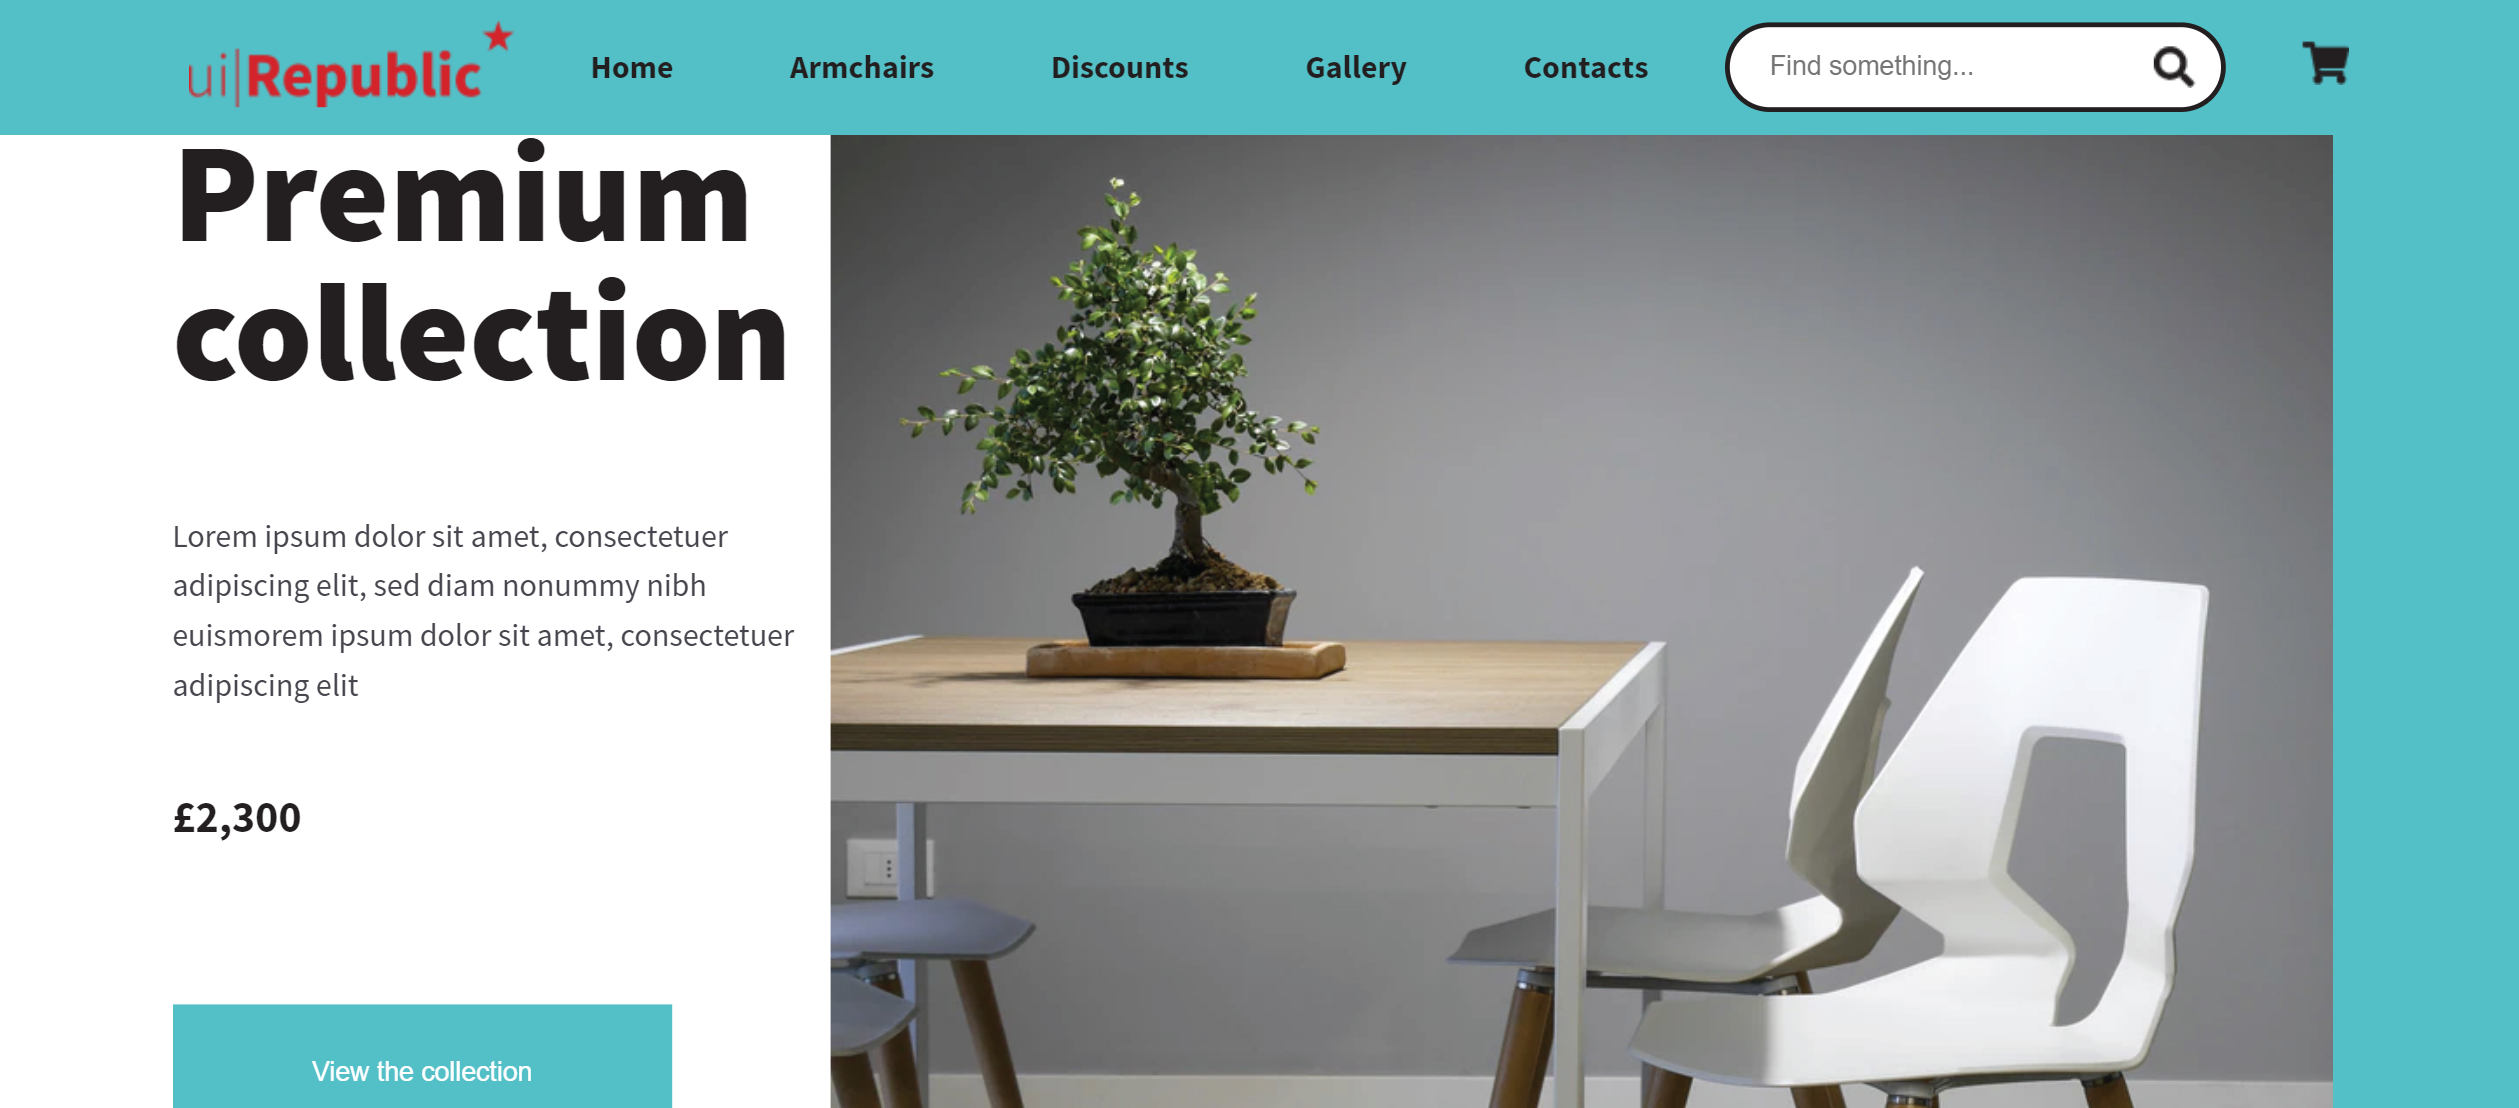 ui|Republic
Home
Armchairs
Discounts
Gallery
Contacts
Find something...
Premium
collection
Lorem ipsum dolor sit amet, consectetuer
adipiscing elit, sed diam nonummy nibh
euismorem ipsum dolor sit amet, consectetuer
adipiscing elit
£2,300
View the collection